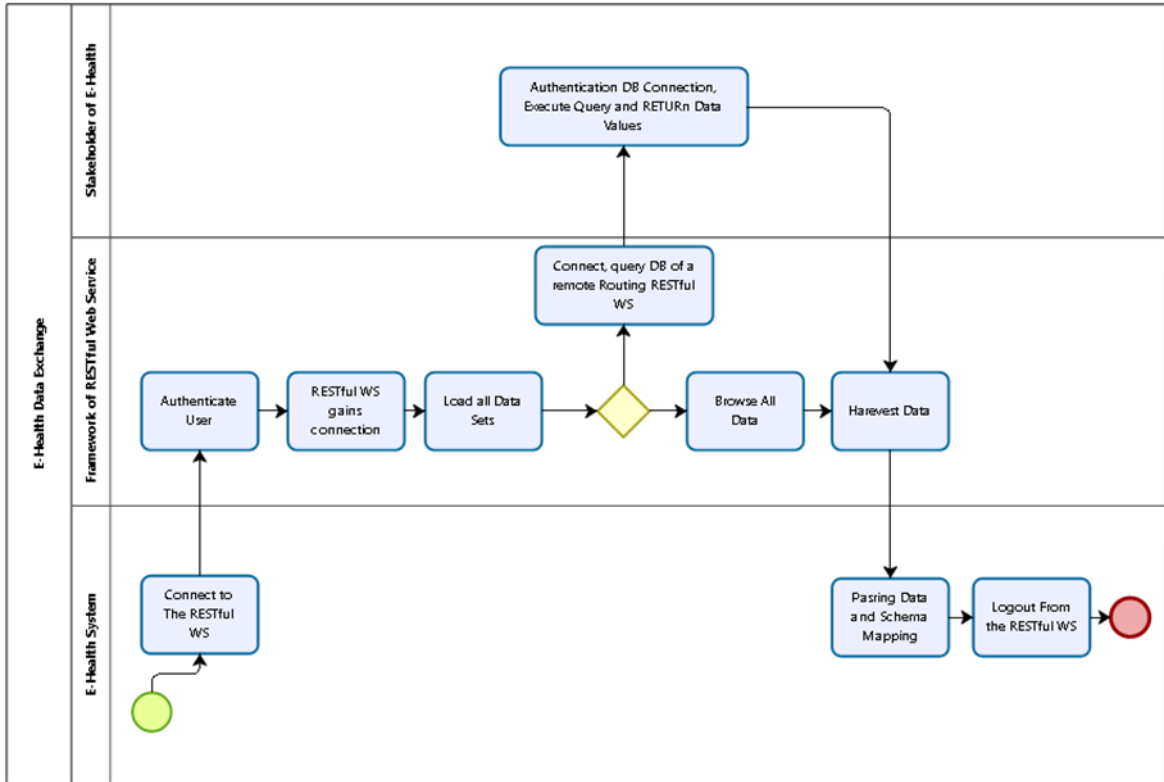 E-Health Data Exchange
Stakeholder of E-Health
Authentication DB Connection,
Execute Query and RETURn Data
Values
Framework of RESTful Web Service
Connect, query DB of a
remote Routing RESTful
WS
Authenticate
User
RESTful WS
gains
connection
Load all Data
Sets
Browse All
Data
Harevest Data
E-Health System
Connect to
The RESTful
WS
Pasring Data
and Schema
Mapping
Logout From
the RESTful WS